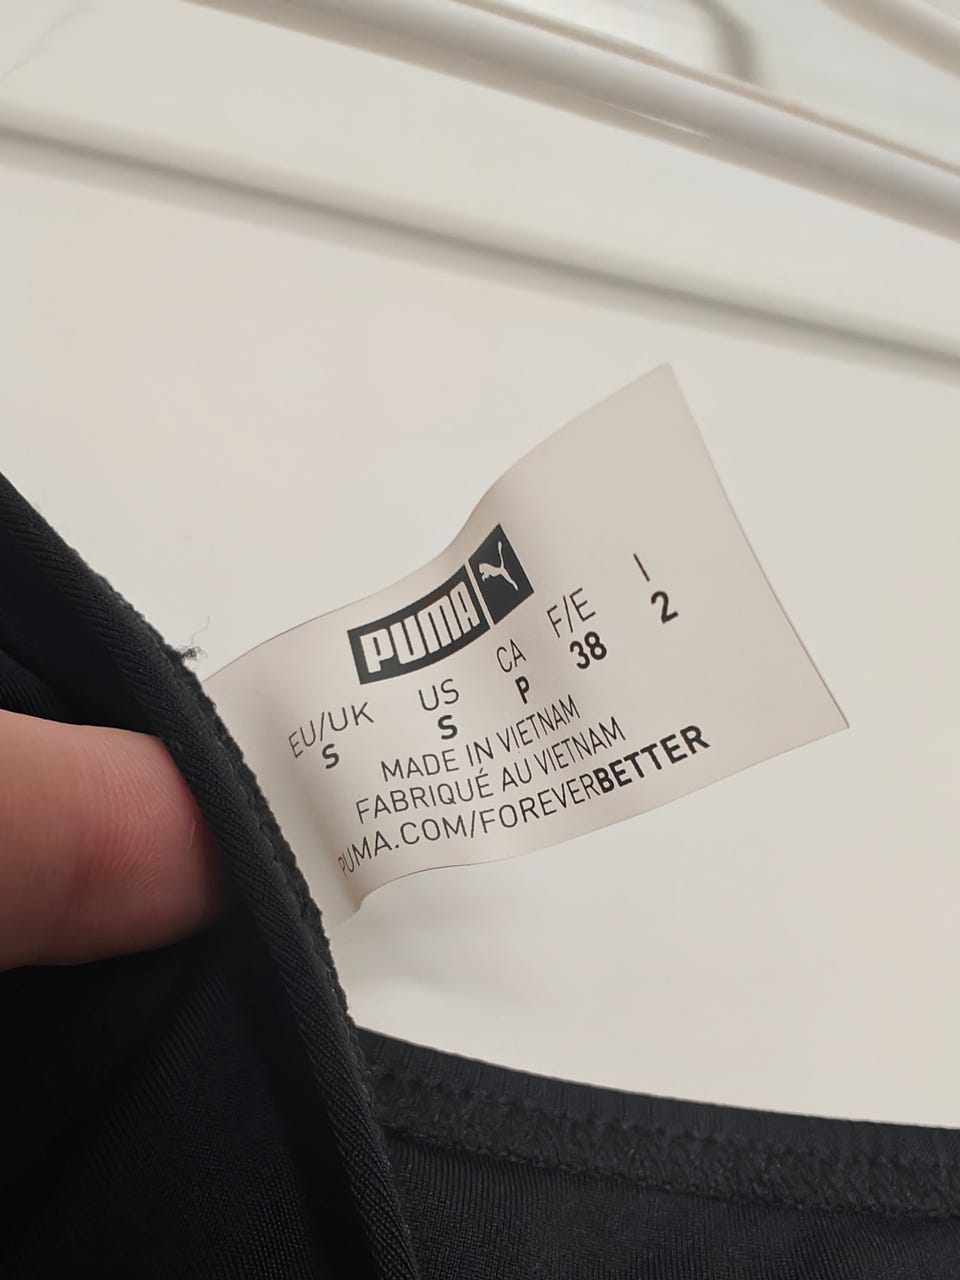 PUMA
EU/UK US CA F/E I
S S P 38 2
MADE IN VIETNAM
FABRIQUÉ AU VIETNAM
PUMA.COM/FOREVERBETTER